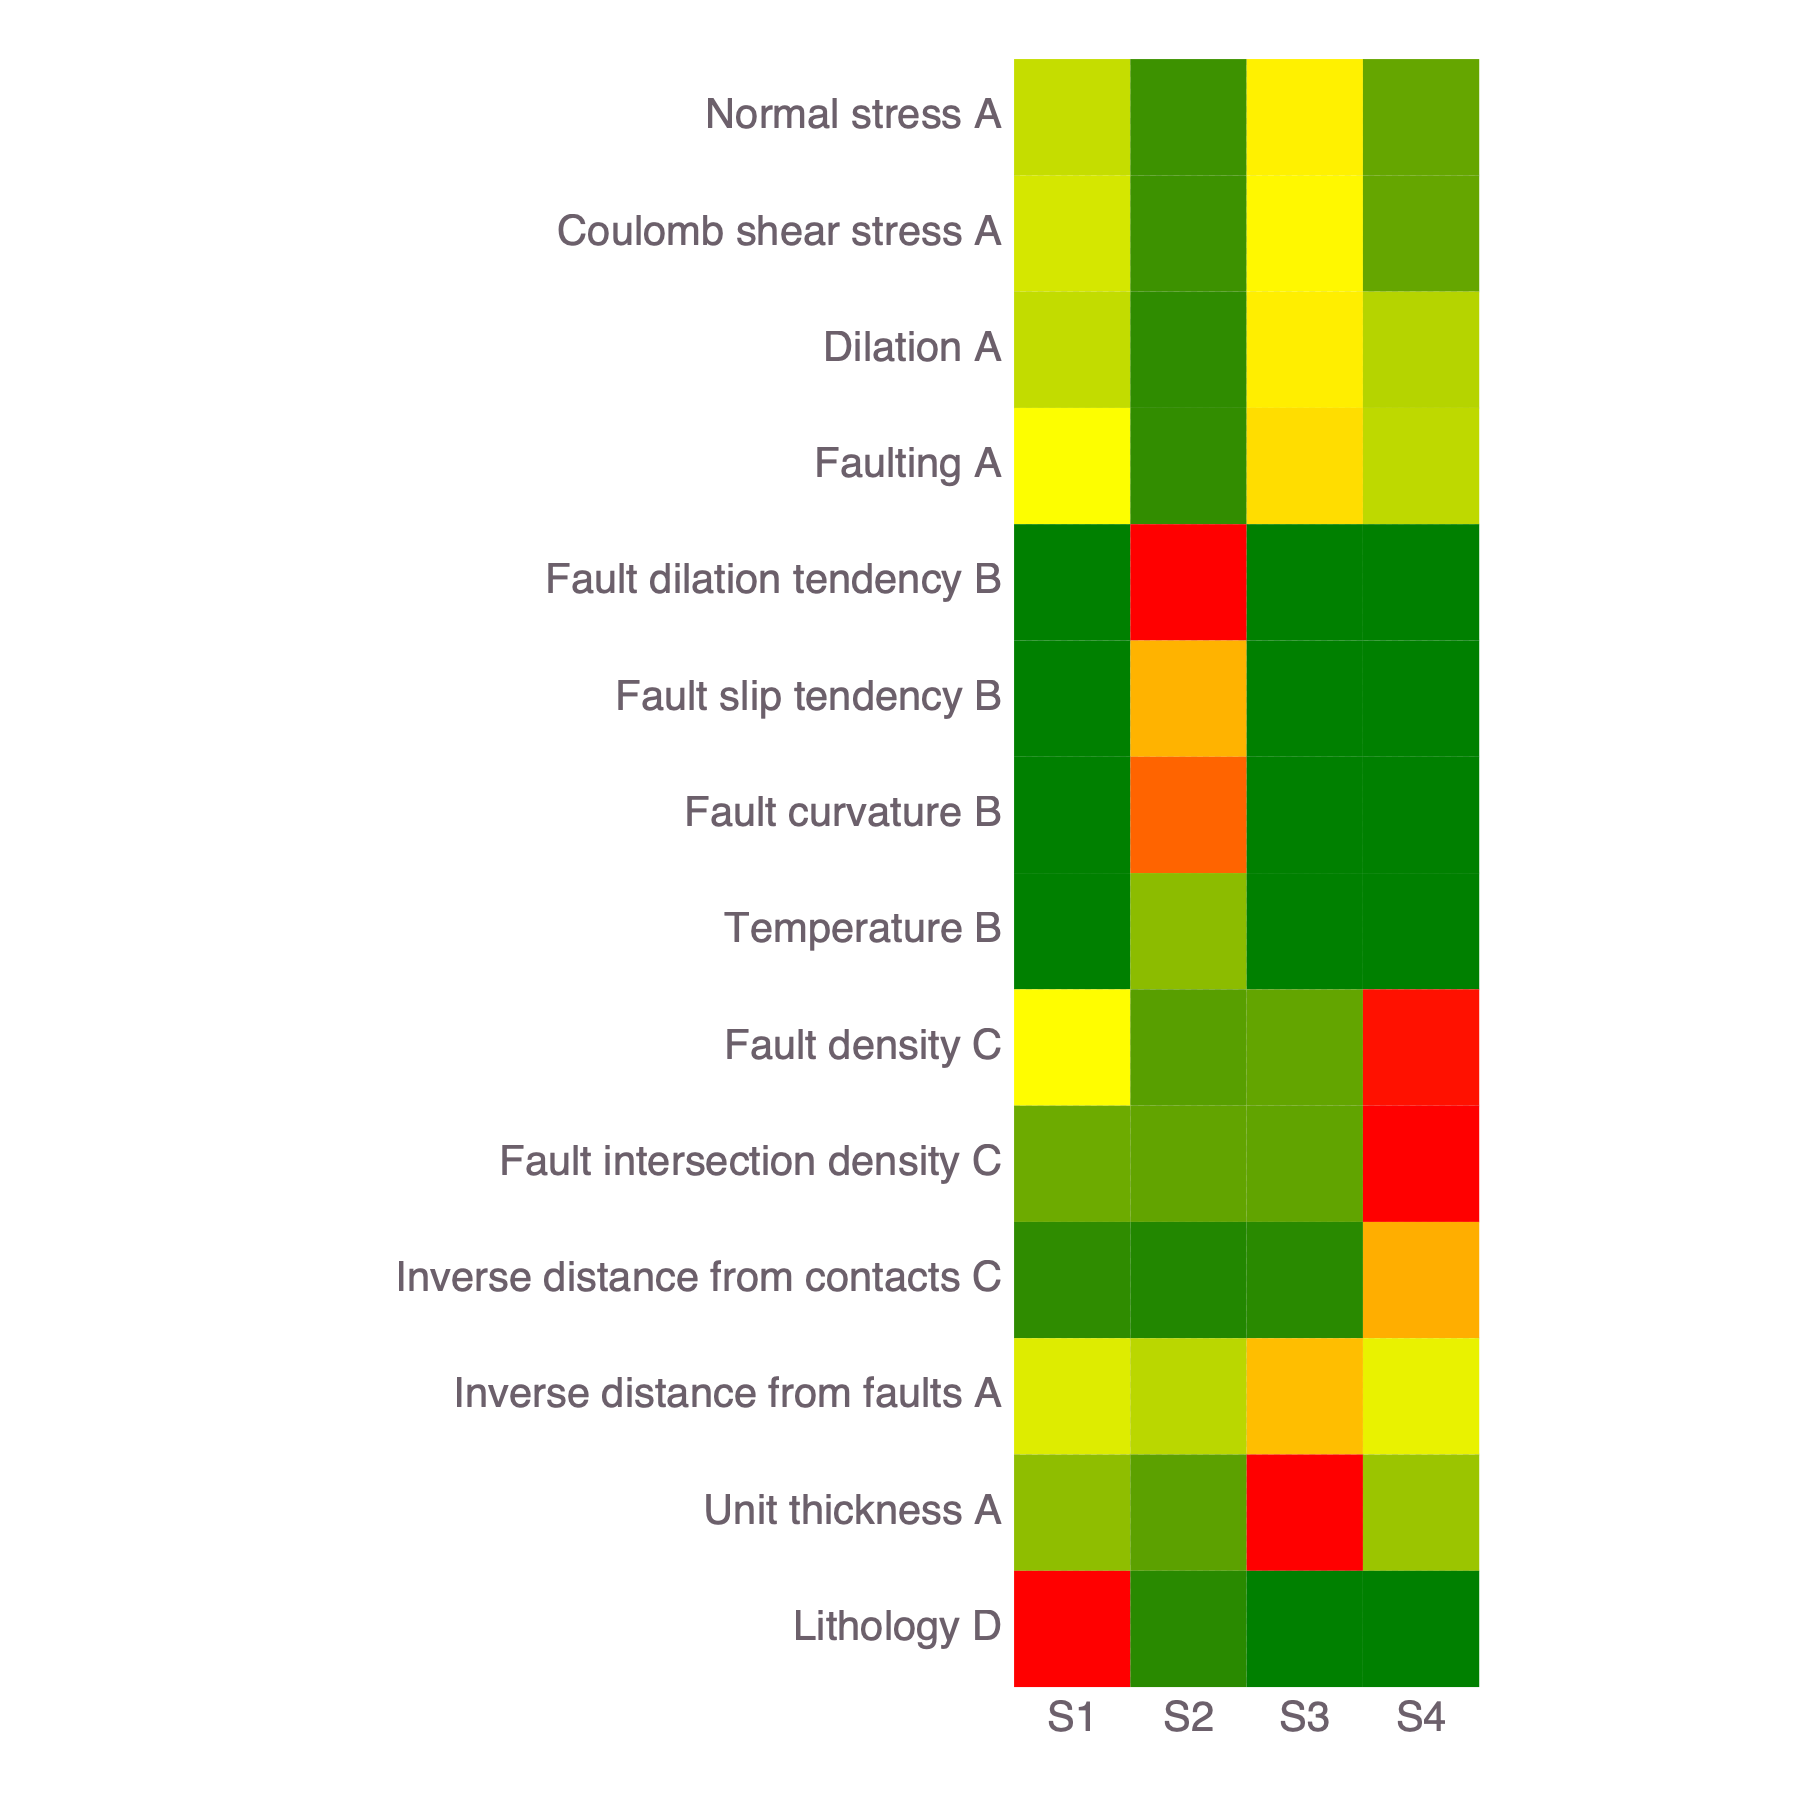 Normal stress A
Coulomb shear stress A
Dilation A
Faulting A
Fault dilation tendency B
Fault slip tendency B
Fault curvature B
Temperature B
Fault density C
Fault intersection density C
Inverse distance from contacts C
Inverse distance from faults A
Unit thickness A
Lithology D
S1 S2 S3 S4